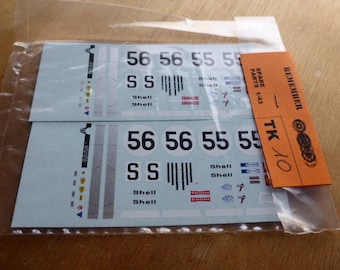 56 56 55 55
S S
Shell
Shell
56 56 55 55
S S
Shell
Shell
REMEMBER
SPARE
PARTS 1:43
TK 10